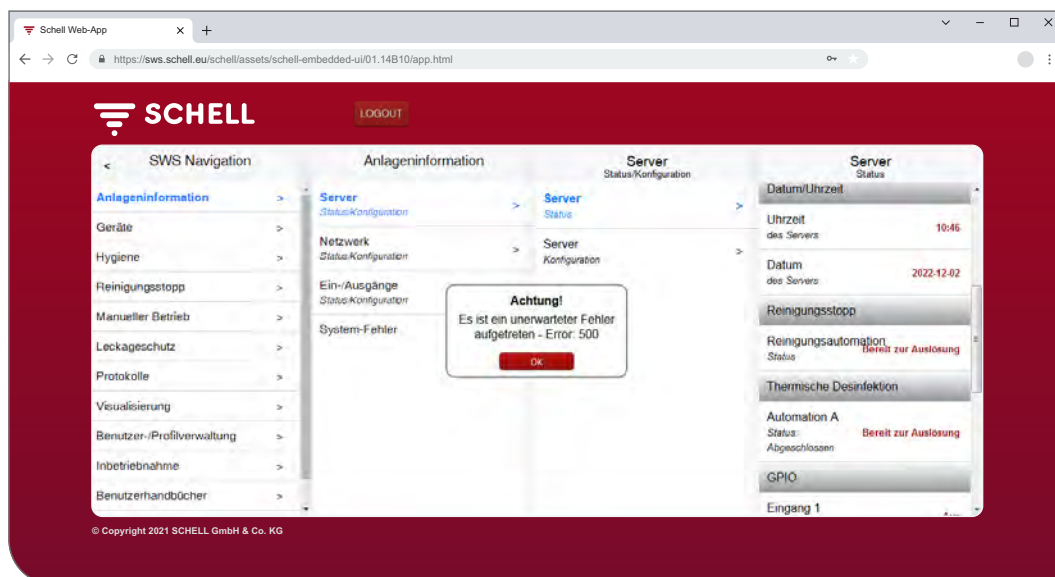 Schell Web-App
https://sws.schell.eu/schell/assets/schell-embedded-ui/01.14B10/app.html
SCHELL
LOGOUT
< SWS Navigation
Anlageninformation >
Geräte >
Hygiene >
Reinigungsstopp >
Manueller Betrieb >
Leckageschutz >
Protokolle >
Visualisierung >
Benutzer-/Profilverwaltung >
Inbetriebnahme >
Benutzerhandbücher >
Anlageninformation
Server >
Status/Konfiguration
Netzwerk >
Status/Konfiguration
Ein-/Ausgänge
Status/Konfiguration
System-Fehler
Server
Status/Konfiguration
Server >
Status
Server >
Konfiguration
Achtung!
Es ist ein unerwarteter Fehler
aufgetreten - Error: 500
OK
Server
Status
Datum/Uhrzeit
Uhrzeit
des Servers
10:46
Datum
des Servers
2022-12-02
Reinigungsstopp
Reinigungsautomation
Status
Bereit zur Auslösung
Thermische Desinfektion
Automation A
Status:
Abgeschlossen
Bereit zur Auslösung
GPIO
Eingang 1
© Copyright 2021 SCHELL GmbH & Co. KG